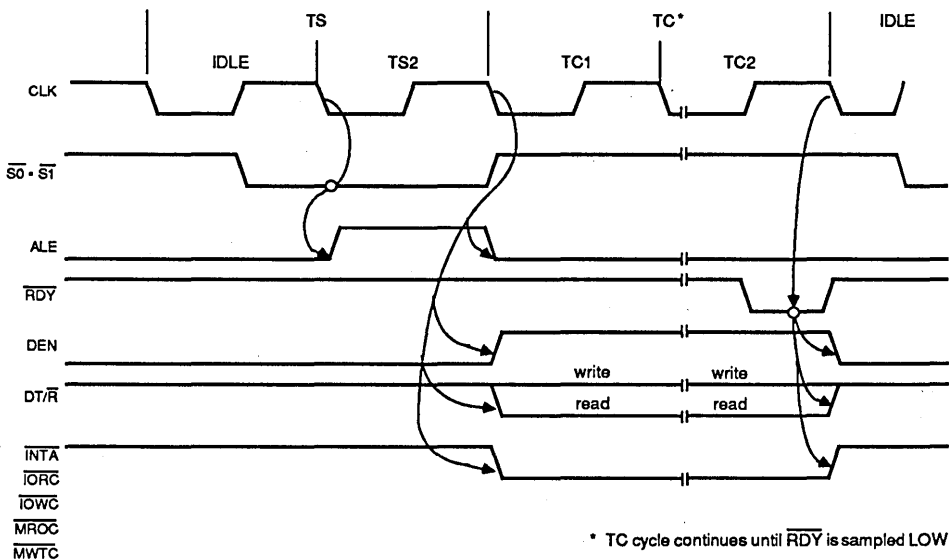 TS TC* IDLE
IDLE TS2 TC1 TC2
CLK
S0 • S1
ALE
RDY
DEN
write write
DT/R
read read
INTA
IORC
IOWC
MROC
MWTC
* TC cycle continues until RDY is sampled LOW